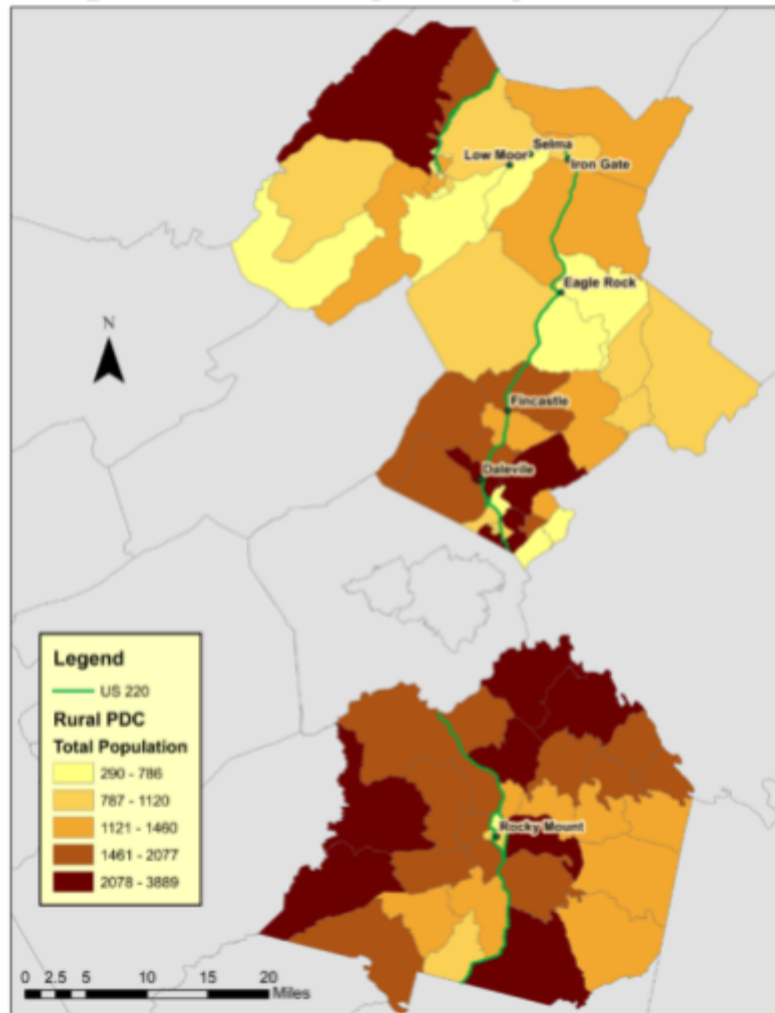 Selma
Low Moor
Iron Gate
Eagle Rock
N
Fincastle
Dalevile
Legend
US 220
Rural PDC
Total Population
290 - 786
787 - 1120
1121 - 1460
1461 - 2077
2078 - 3889
Rocky Mount
0 2.5 5 10 15 20
Miles